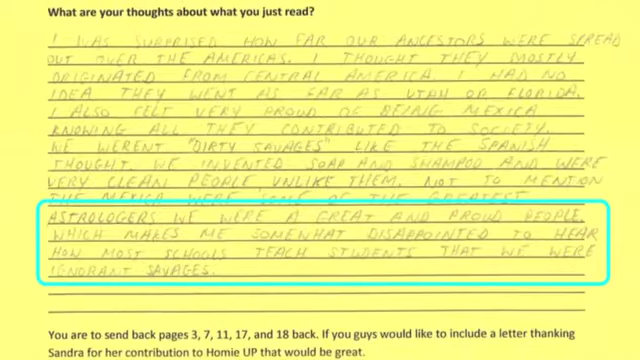 What are your thoughts about what you just read?
I WAS SURPRISED HOW FAR OUR ANCESTORS WERE SPREAD
OUT OVER THE AMERICAS. I THOUGHT THEY MOSTLY
ORIGINATED FROM CENTRAL AMERICA. I HAD NO
IDEA THEY WENT AS FAR AS UTAH OR FLORIDA.
I ALSO FELT VERY PROUD OF BEING MEXICA
KNOWING ALL THEY CONTRIBUTED TO SOCIETY.
WE WERENT "DIRTY SAVAGES" LIKE THE SPANISH
THOUGHT. WE INVENTED SOAP AND SHAMPOO AND WERE
VERY CLEAN PEOPLE UNLIKE THEM. NOT TO MENTION
THE MEXICA WERE SOME OF THE GREATEST
ASTROLOGERS WE WERE A GREAT AND PROUD PEOPLE.
WHICH MAKES ME SOMEWHAT DISAPPOINTED TO HEAR
HOW MOST SCHOOLS TEACH STUDENTS THAT WE WERE
IGNORANT SAVAGES.
You are to send back pages 3, 7, 11, 17, and 18 back. If you guys would like to include a letter thanking
Sandra for her contribution to Homie UP that would be great.